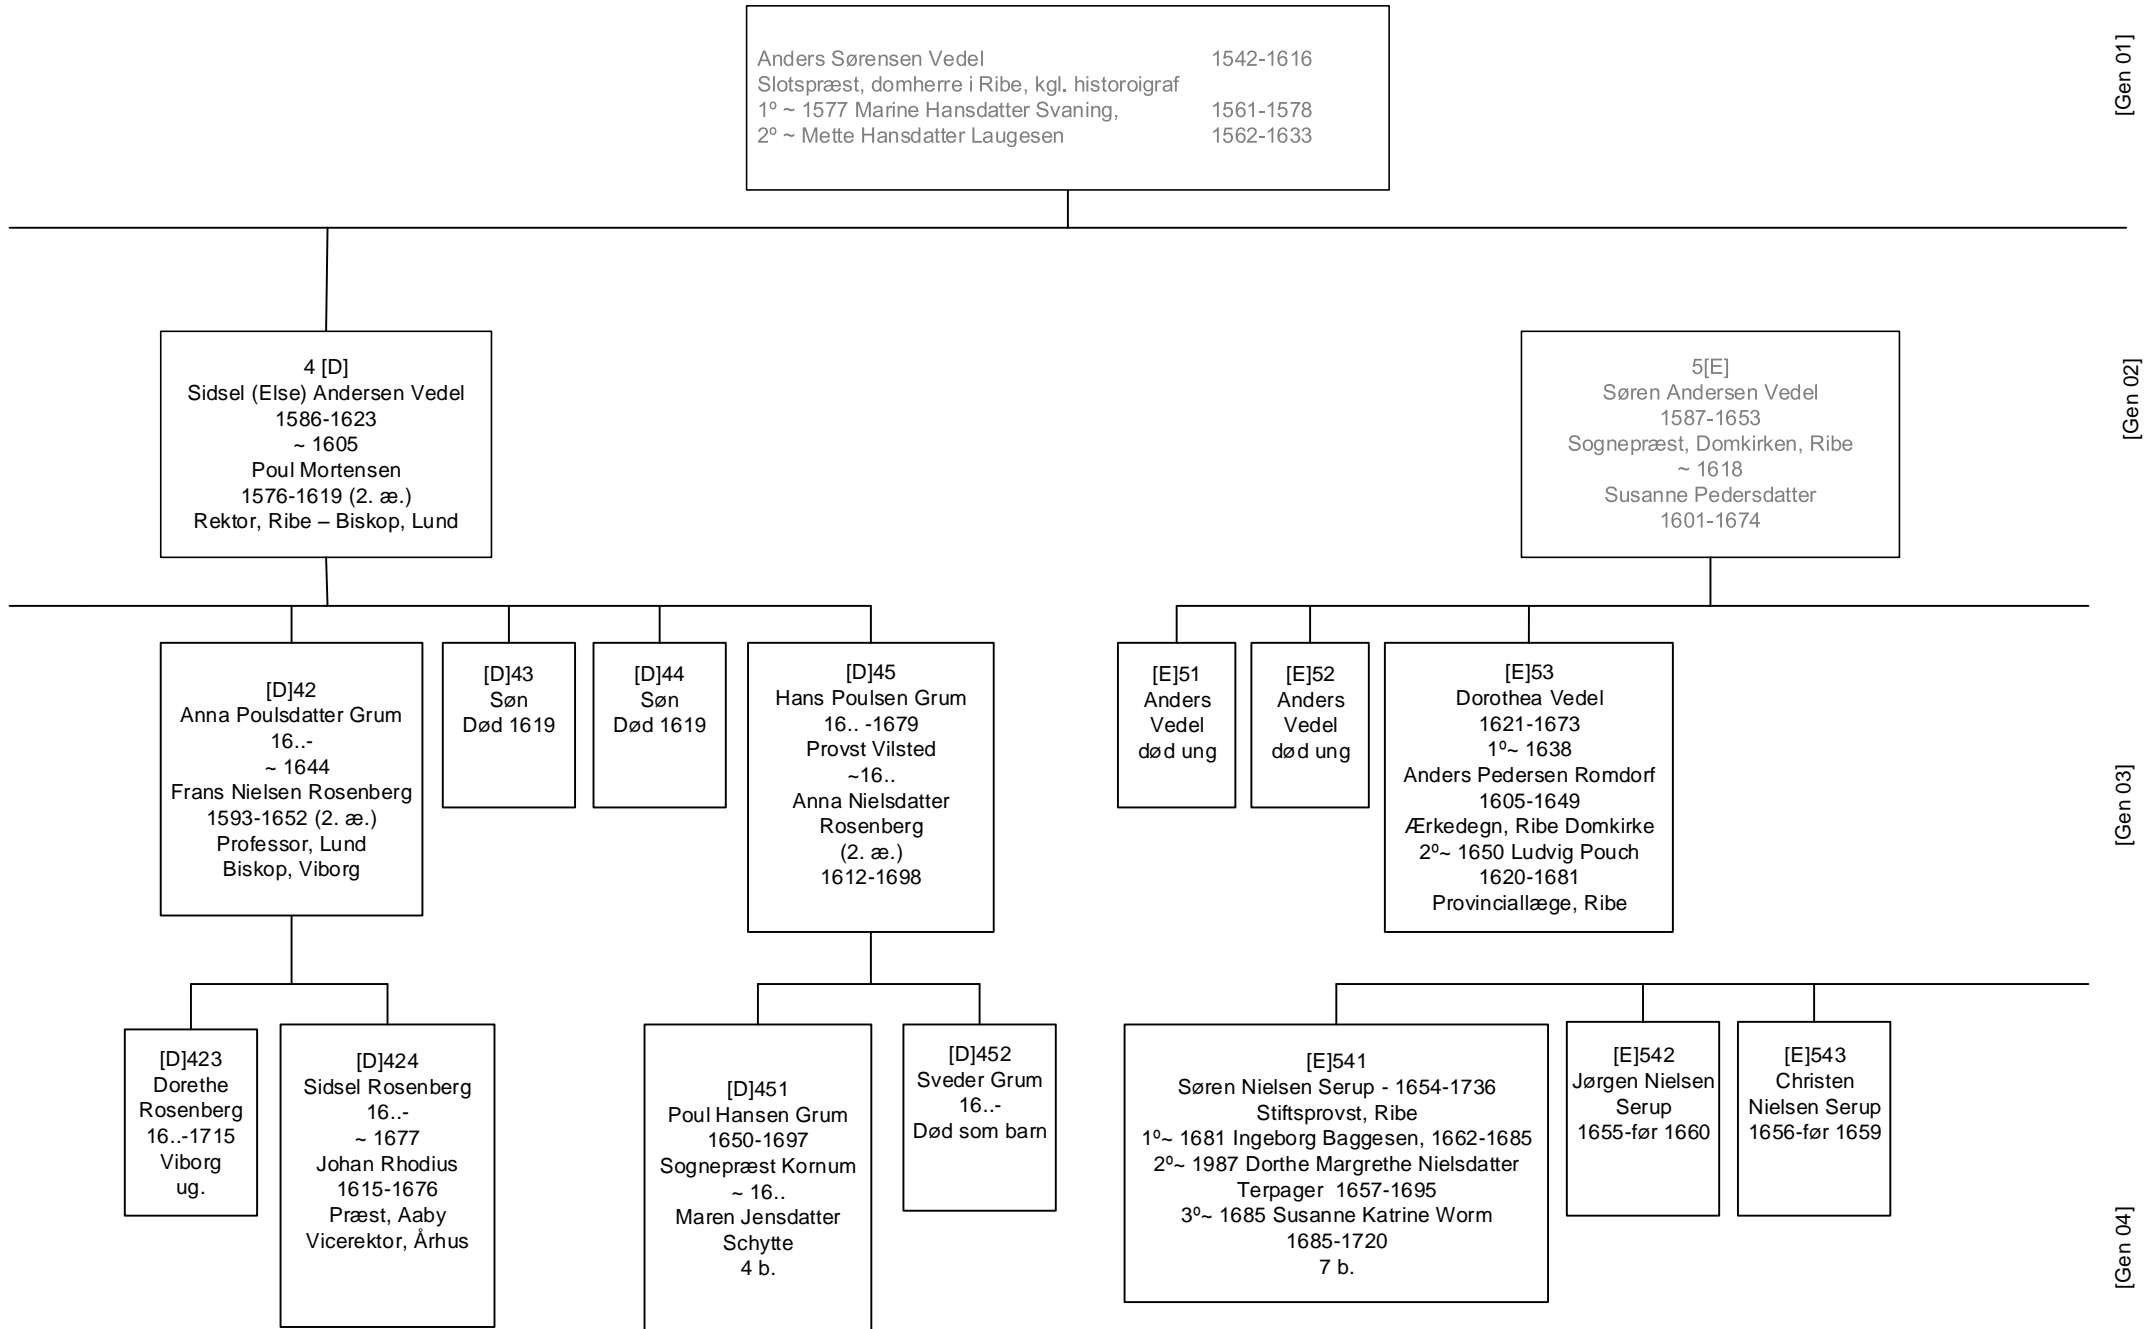 Anders Sørensen Vedel 1542-1616
Slotspræst, domherre i Ribe, kgl. historoigraf
1º ~ 1577 Marine Hansdatter Svaning, 1561-1578
2º ~ Mette Hansdatter Laugesen 1562-1633
[Gen 01]
4 [D]
Sidsel (Else) Andersen Vedel
1586-1623
~ 1605
Poul Mortensen
1576-1619 (2. æ.)
Rektor, Ribe – Biskop, Lund
5[E]
Søren Andersen Vedel
1587-1653
Sognepræst, Domkirken, Ribe
~ 1618
Susanne Pedersdatter
1601-1674
[Gen 02]
[D]42
Anna Poulsdatter Grum
16..-
~ 1644
Frans Nielsen Rosenberg
1593-1652 (2. æ.)
Professor, Lund
Biskop, Viborg
[D]43
Søn
Død 1619
[D]44
Søn
Død 1619
[D]45
Hans Poulsen Grum
16.. -1679
Provst Vilsted
~16..
Anna Nielsdatter
Rosenberg
(2. æ.)
1612-1698
[E]51
Anders
Vedel
død ung
[E]52
Anders
Vedel
død ung
[E]53
Dorothea Vedel
1621-1673
1º~ 1638
Anders Pedersen Romdorf
1605-1649
Ærkedegn, Ribe Domkirke
2º~ 1650 Ludvig Pouch
1620-1681
Provinciallæge, Ribe
[Gen 03]
[D]423
Dorethe
Rosenberg
16..-1715
Viborg
ug.
[D]424
Sidsel Rosenberg
16..-
~ 1677
Johan Rhodius
1615-1676
Præst, Aaby
Vicerektor, Århus
[D]451
Poul Hansen Grum
1650-1697
Sognepræst Kornum
~ 16..
Maren Jensdatter
Schytte
4 b.
[D]452
Sveder Grum
16..-
Død som barn
[E]541
Søren Nielsen Serup - 1654-1736
Stiftsprovst, Ribe
1º~ 1681 Ingeborg Baggesen, 1662-1685
2º~ 1987 Dorthe Margrethe Nielsdatter
Terpager 1657-1695
3º~ 1685 Susanne Katrine Worm
1685-1720
7 b.
[E]542
Jørgen Nielsen
Serup
1655-før 1660
[E]543
Christen
Nielsen Serup
1656-før 1659
[Gen 04]